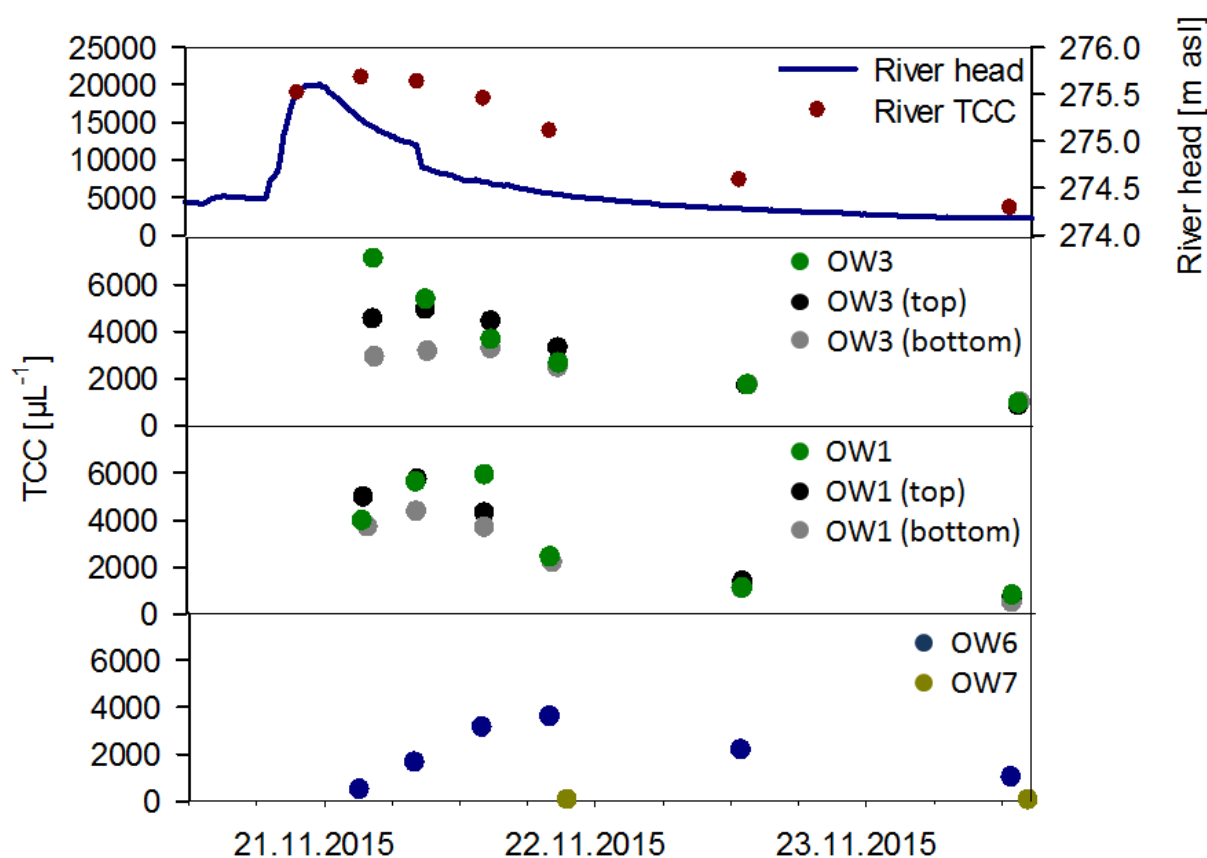 25000
20000
15000
10000
5000
0
River head
River TCC
276.0
275.5
275.0
274.5
274.0
River head [m asl]
6000
4000
2000
0
OW3
OW3 (top)
OW3 (bottom)
TCC [µL⁻¹]
6000
4000
2000
0
OW1
OW1 (top)
OW1 (bottom)
6000
4000
2000
0
OW6
OW7
21.11.2015
22.11.2015
23.11.2015